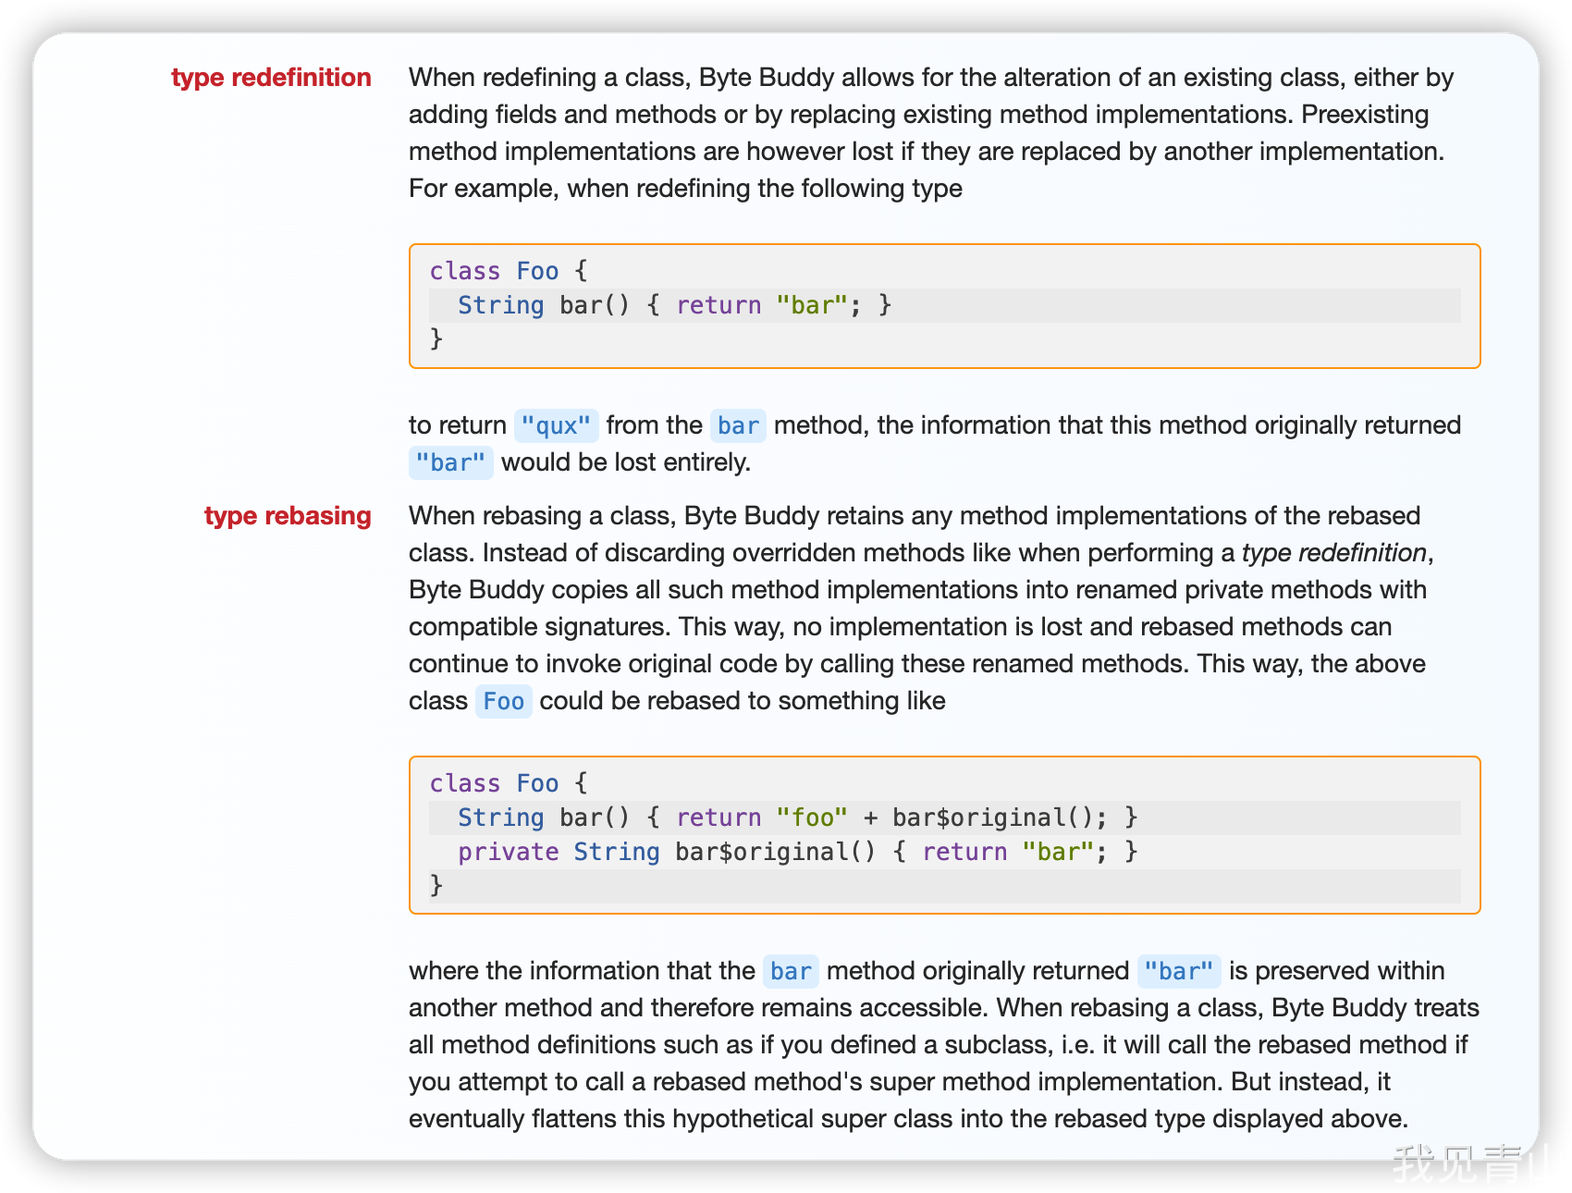 type redefinition
When redefining a class, Byte Buddy allows for the alteration of an existing class, either by
adding fields and methods or by replacing existing method implementations. Preexisting
method implementations are however lost if they are replaced by another implementation.
For example, when redefining the following type
class Foo {
  String bar() { return "bar"; }
}
to return "qux" from the bar method, the information that this method originally returned
"bar" would be lost entirely.
type rebasing
When rebasing a class, Byte Buddy retains any method implementations of the rebased
class. Instead of discarding overridden methods like when performing a type redefinition,
Byte Buddy copies all such method implementations into renamed private methods with
compatible signatures. This way, no implementation is lost and rebased methods can
continue to invoke original code by calling these renamed methods. This way, the above
class Foo could be rebased to something like
class Foo {
  String bar() { return "foo" + bar$original(); }
  private String bar$original() { return "bar"; }
}
where the information that the bar method originally returned "bar" is preserved within
another method and therefore remains accessible. When rebasing a class, Byte Buddy treats
all method definitions such as if you defined a subclass, i.e. it will call the rebased method if
you attempt to call a rebased method's super method implementation. But instead, it
eventually flattens this hypothetical super class into the rebased type displayed above.
我见青山